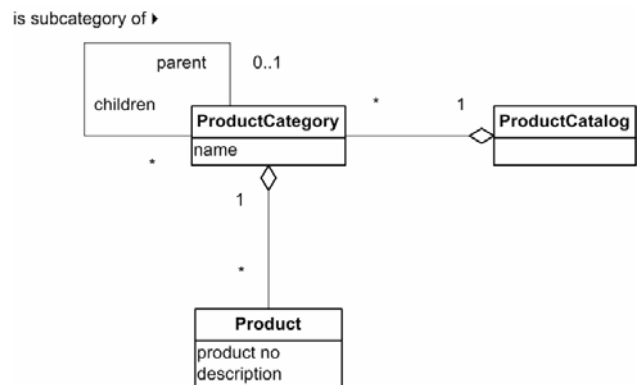 is subcategory of ▶
parent 0..1
children
* 1
ProductCategory
ProductCatalog
name
*
1
*
Product
product no
description